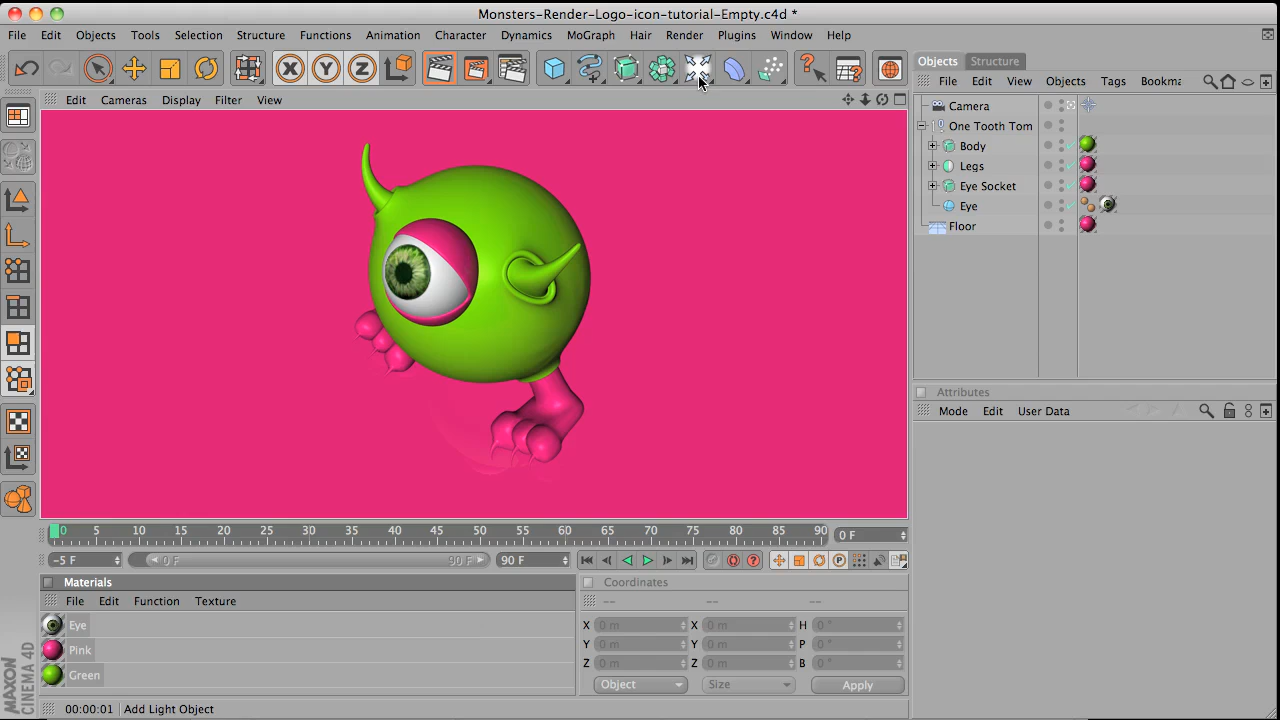 Monsters-Render-Logo-icon-tutorial-Empty.c4d *
File Edit Objects Tools Selection Structure Functions Animation Character Dynamics MoGraph Hair Render Plugins Window Help
X Y Z
Objects Structure
File Edit View Objects Tags Bookma
Edit Cameras Display Filter View
Camera
One Tooth Tom
Body
Legs
Eye Socket
Eye
Floor
Attributes
Mode Edit User Data
0 5 10 15 20 25 30 35 40 45 50 55 60 65 70 75 80 85 90 0 F
-5 F 0 F 90 F 90 F
Materials
File Edit Function Texture
Eye
Pink
Green
Coordinates
-- -- --
X 0 m X 0 m H 0 °
Y 0 m Y 0 m P 0 °
Z 0 m Z 0 m B 0 °
Object Size Apply
MAXON CINEMA 4D
00:00:01 Add Light Object